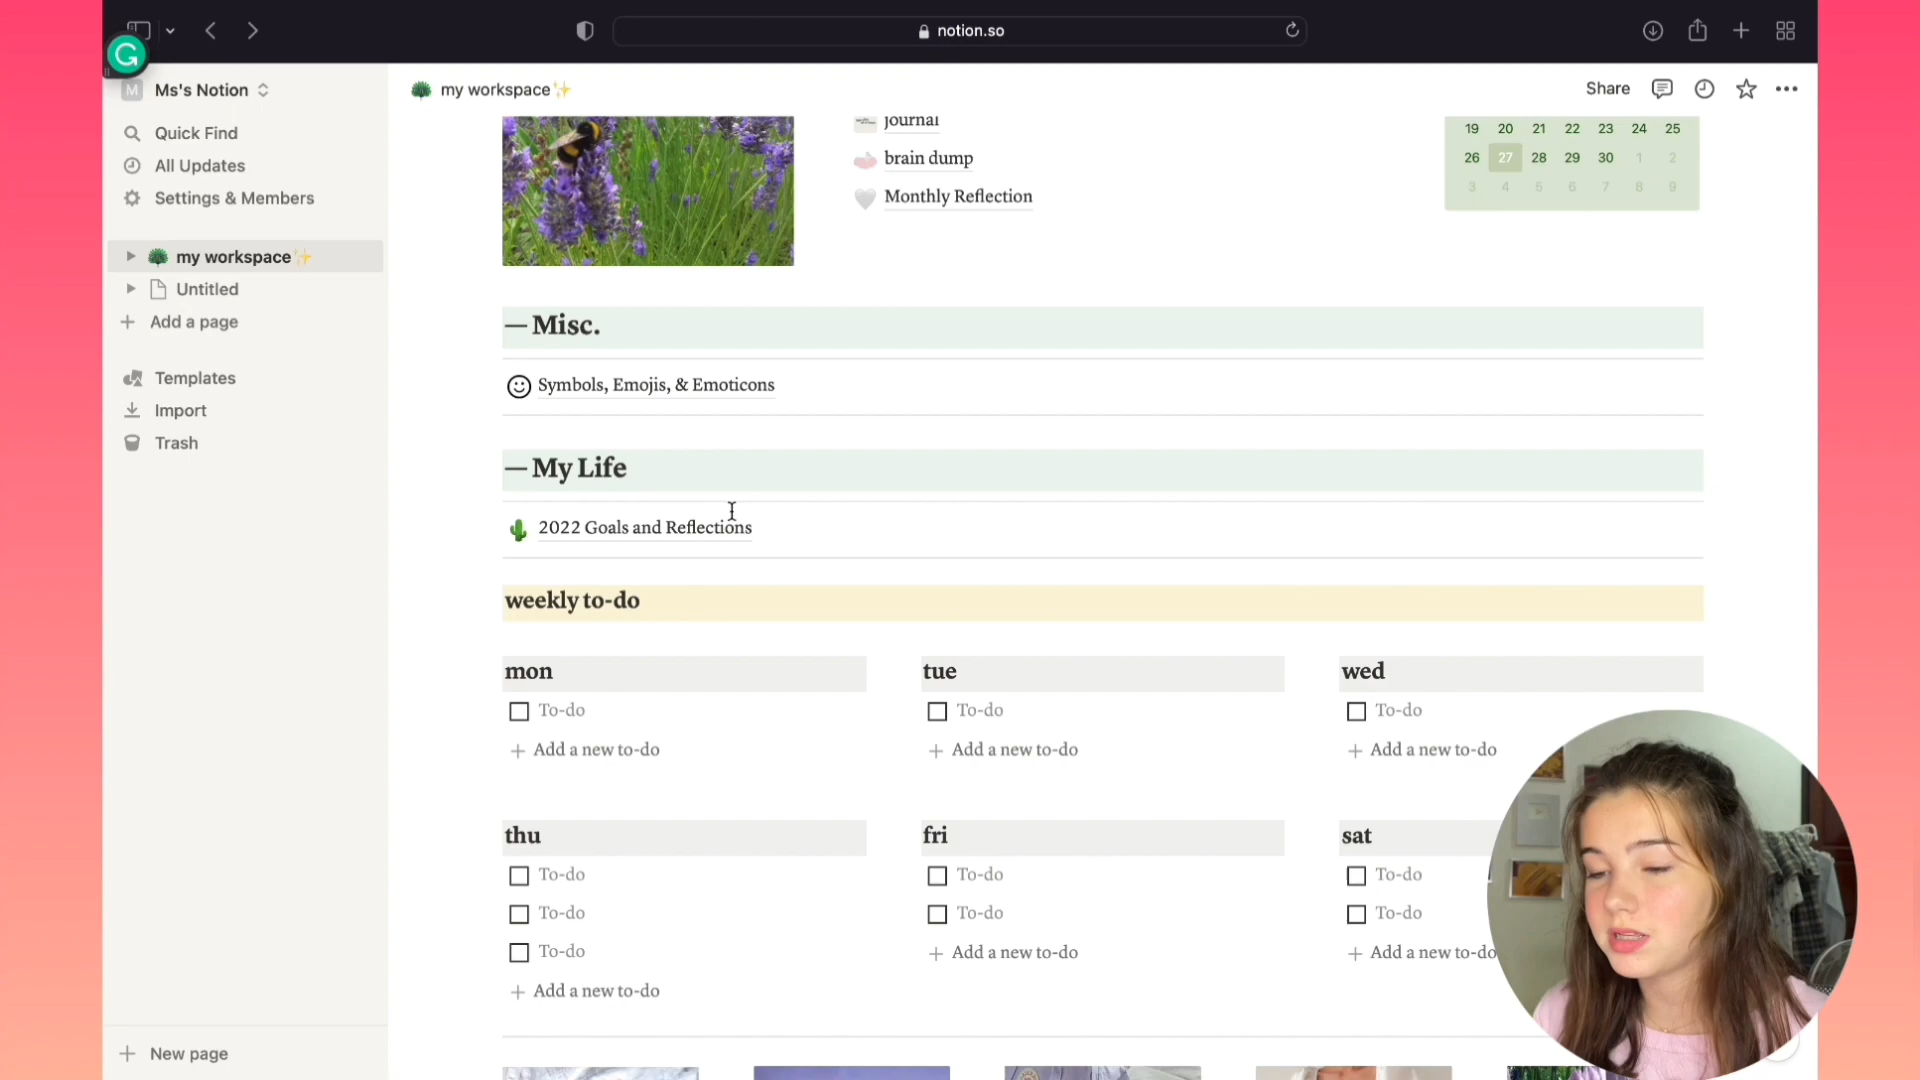 notion.so
M Ms's Notion
Quick Find
All Updates
Settings & Members
my workspace✨
Untitled
Add a page
Templates
Import
Trash
New page
my workspace✨
Share
journal
brain dump
Monthly Reflection
19 20 21 22 23 24 25
26 27 28 29 30 1 2
3 4 5 6 7 8 9
— Misc.
Symbols, Emojis, & Emoticons
— My Life
2022 Goals and Reflections
weekly to-do
mon
To-do
Add a new to-do
tue
To-do
Add a new to-do
wed
To-do
Add a new to-do
thu
To-do
To-do
To-do
Add a new to-do
fri
To-do
To-do
Add a new to-do
sat
To-do
To-do
Add a new to-do